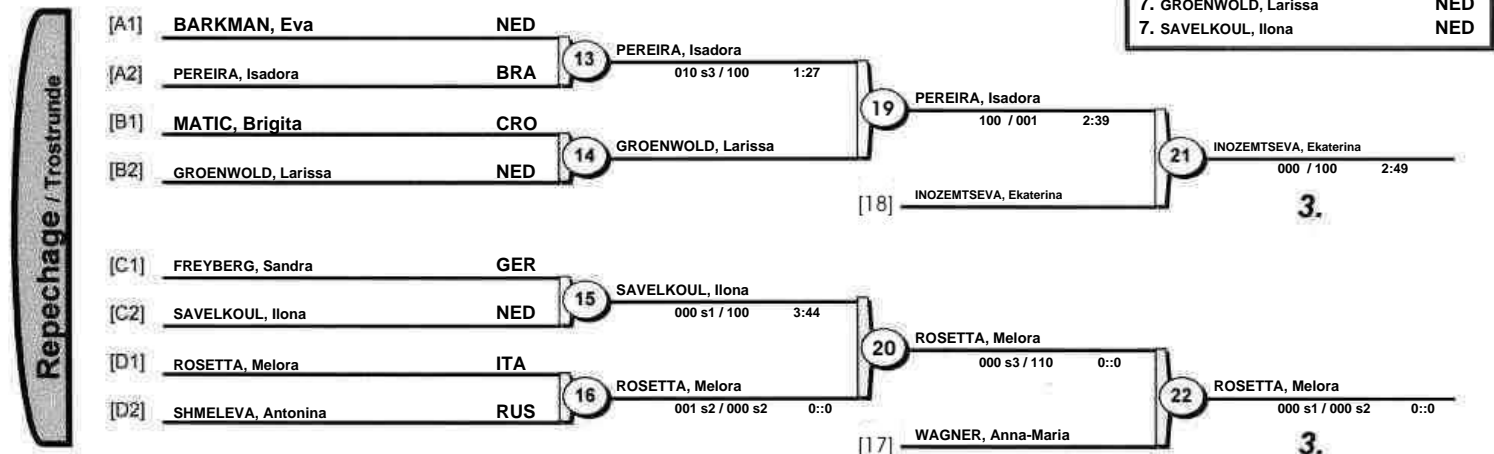 7. GROENWOLD, Larissa NED
7. SAVELKOUL, Ilona NED
Repechage / Trostrunde
[A1] BARKMAN, Eva NED
[A2] PEREIRA, Isadora BRA
13
PEREIRA, Isadora
010 s3 / 100 1:27
[B1] MATIC, Brigita CRO
[B2] GROENWOLD, Larissa NED
14
GROENWOLD, Larissa
19
PEREIRA, Isadora
100 / 001 2:39
[18] INOZEMTSEVA, Ekaterina
21
INOZEMTSEVA, Ekaterina
000 / 100 2:49
3.
[C1] FREYBERG, Sandra GER
[C2] SAVELKOUL, Ilona NED
15
SAVELKOUL, Ilona
000 s1 / 100 3:44
[D1] ROSETTA, Melora ITA
[D2] SHMELEVA, Antonina RUS
16
ROSETTA, Melora
001 s2 / 000 s2 0::0
20
ROSETTA, Melora
000 s3 / 110 0::0
[17] WAGNER, Anna-Maria
22
ROSETTA, Melora
000 s1 / 000 s2 0::0
3.